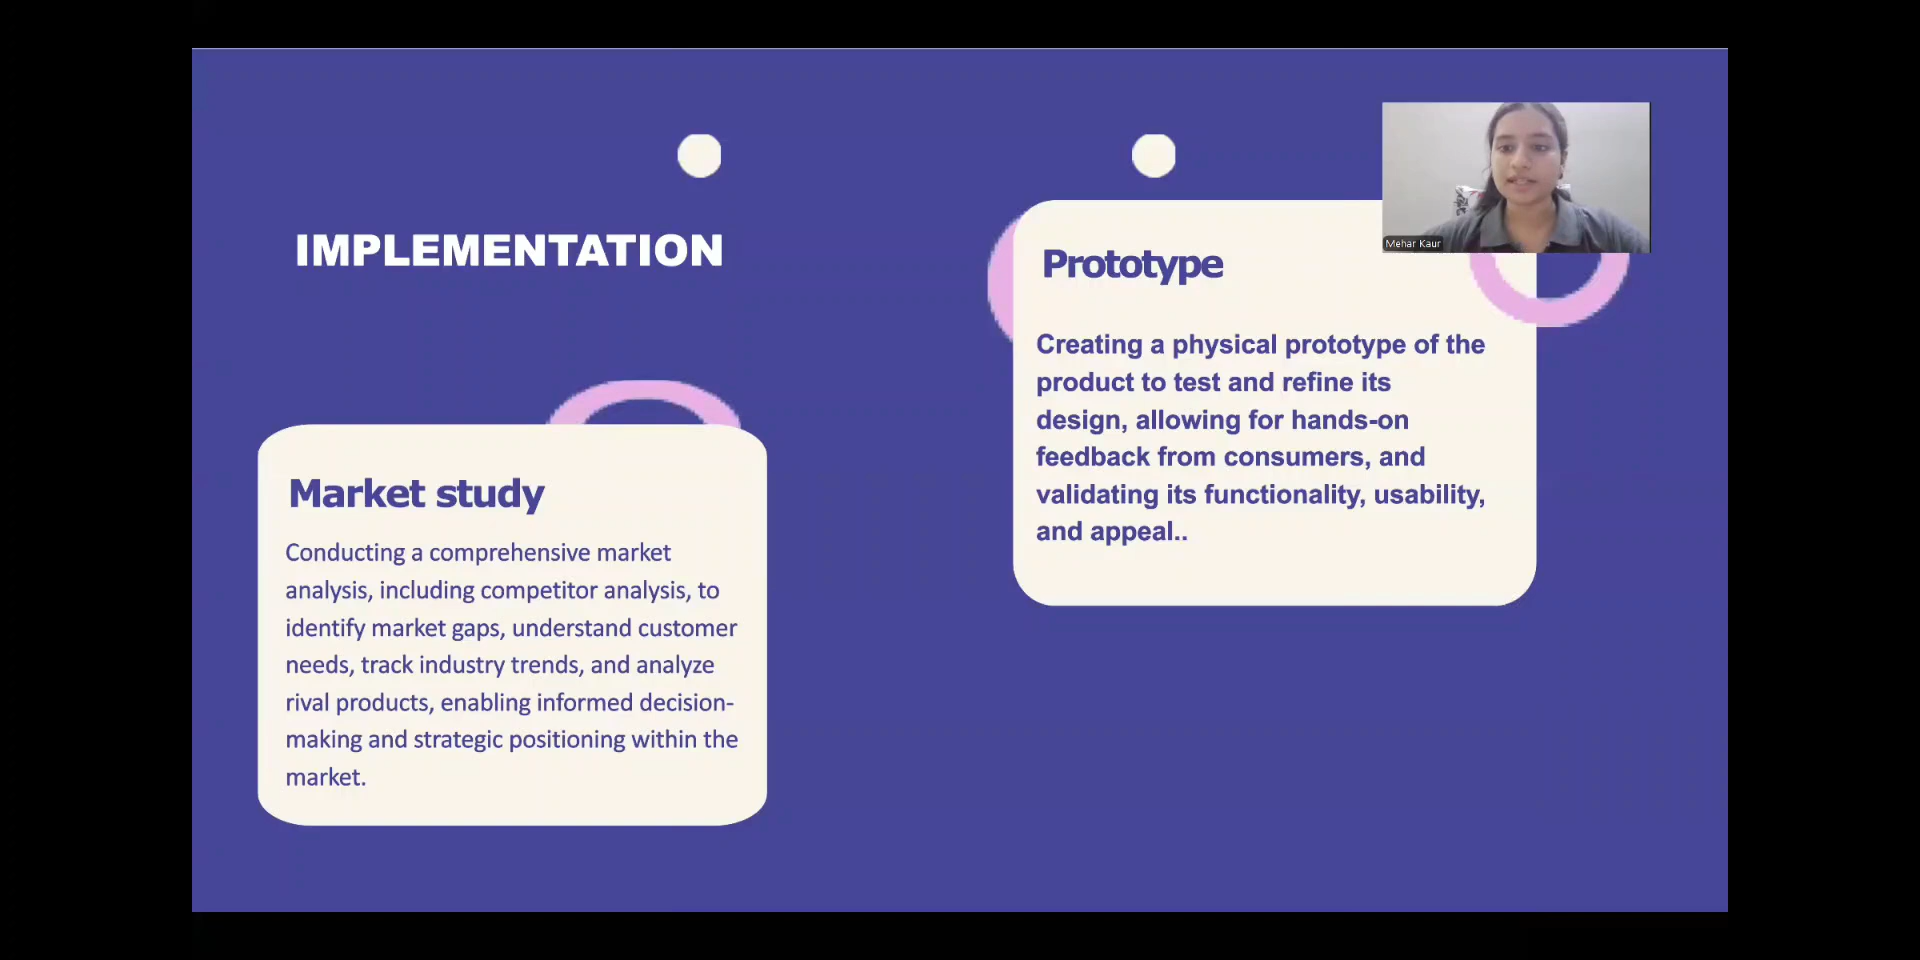 IMPLEMENTATION
Market study
Conducting a comprehensive market
analysis, including competitor analysis, to
identify market gaps, understand customer
needs, track industry trends, and analyze
rival products, enabling informed decision-
making and strategic positioning within the
market.
Prototype
Creating a physical prototype of the
product to test and refine its
design, allowing for hands-on
feedback from consumers, and
validating its functionality, usability,
and appeal..
Mehar Kaur